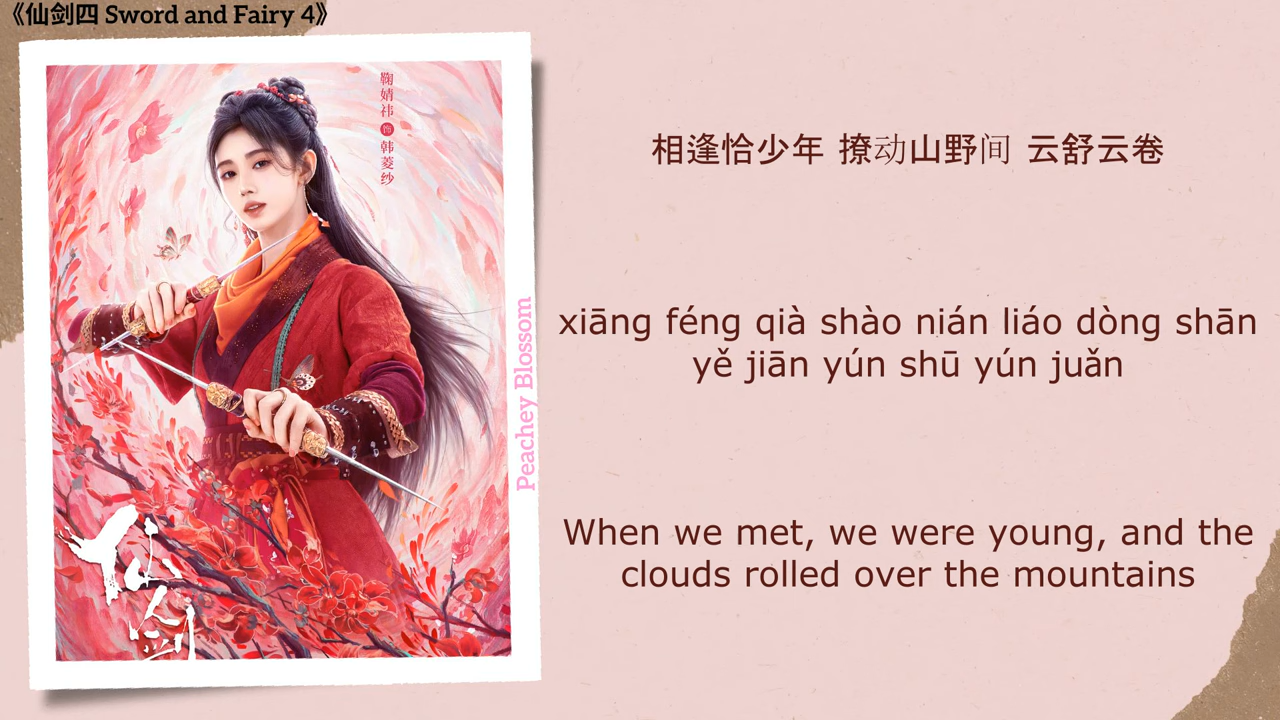 《仙剑四 Sword and Fairy 4》
鞠婧祎饰韩菱纱
仙剑
Peachey Blossom
相逢恰少年 撩动山野间 云舒云卷
xiāng féng qià shào nián liáo dòng shān
yě jiān yún shū yún juǎn
When we met, we were young, and the
clouds rolled over the mountains